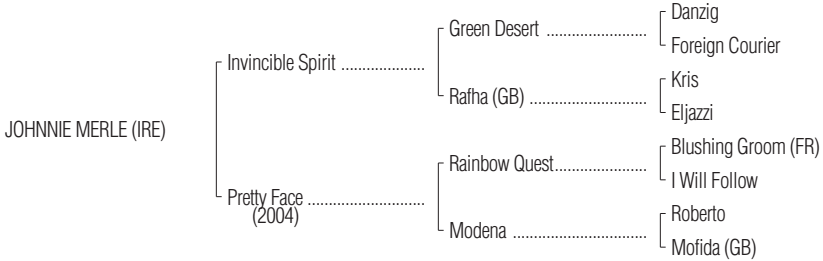 Danzig
Green Desert ........................
Foreign Courier
Invincible Spirit ....................
Kris
Rafha (GB) ............................
Eljazzi
JOHNNIE MERLE (IRE)
Blushing Groom (FR)
Rainbow Quest......................
I Will Follow
Pretty Face ...........................
(2004)
Roberto
Modena ................................
Mofida (GB)